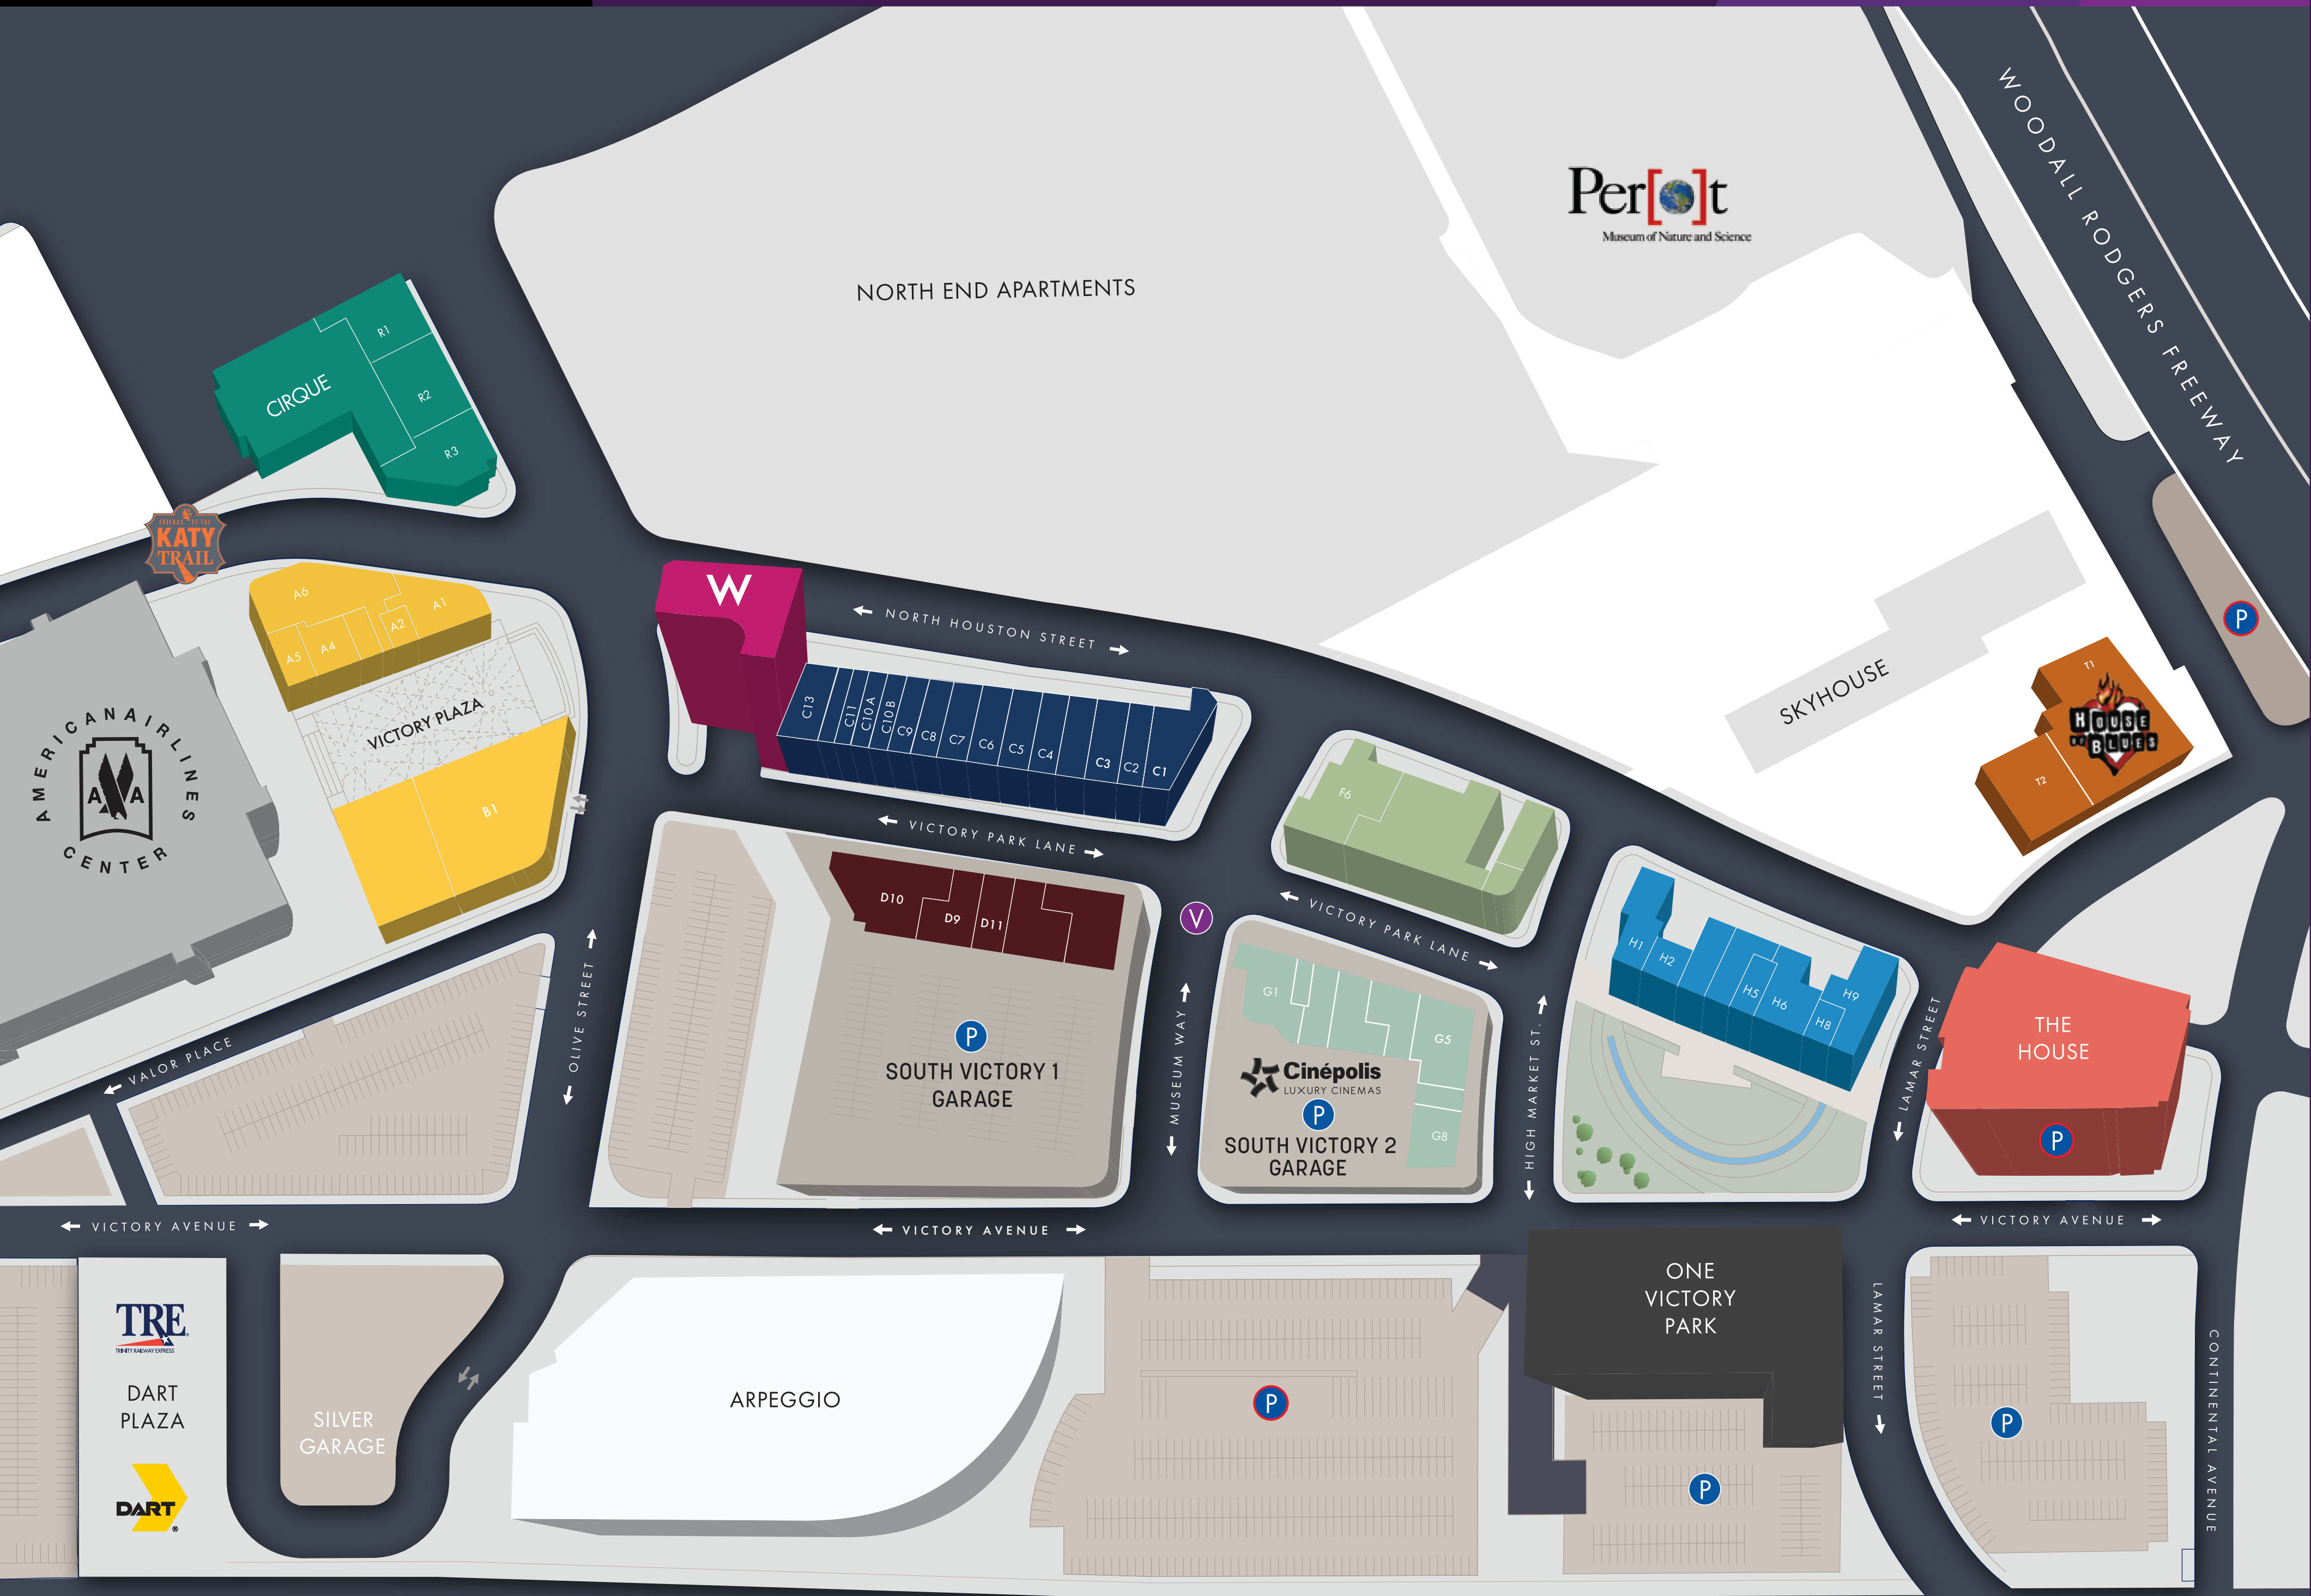 WOODALL RODGERS FREEWAY
Per[ ]t
Museum of Nature and Science
NORTH END APARTMENTS
R1
CIRQUE
R2
R3
FRIENDS OF THE
KATY
TRAIL
P
W
A6
A1
A2
A4
A5
NORTH HOUSTON STREET
T1
HOUSE
OF
BLUES
T2
SKYHOUSE
VICTORY PLAZA
C13
C11
C10 A
C10 B
C9
C8
C7
C6
C5
C4
C3
C2
C1
AMERICAN AIRLINES
A A
CENTER
B1
F6
VICTORY PARK LANE
D10
D9
D11
V
VICTORY PARK LANE
H1
H2
H5
H6
H9
H8
G1
G5
G8
OLIVE STREET
MUSEUM WAY
HIGH MARKET ST.
LAMAR STREET
THE
HOUSE
P
VALOR PLACE
P
SOUTH VICTORY 1
GARAGE
Cinépolis
LUXURY CINEMAS
P
SOUTH VICTORY 2
GARAGE
VICTORY AVENUE
VICTORY AVENUE
VICTORY AVENUE
TRE
TRINITY RAILWAY EXPRESS
DART
PLAZA
DART
®
SILVER
GARAGE
ARPEGGIO
P
ONE
VICTORY
PARK
P
LAMAR STREET
P
CONTINENTAL AVENUE